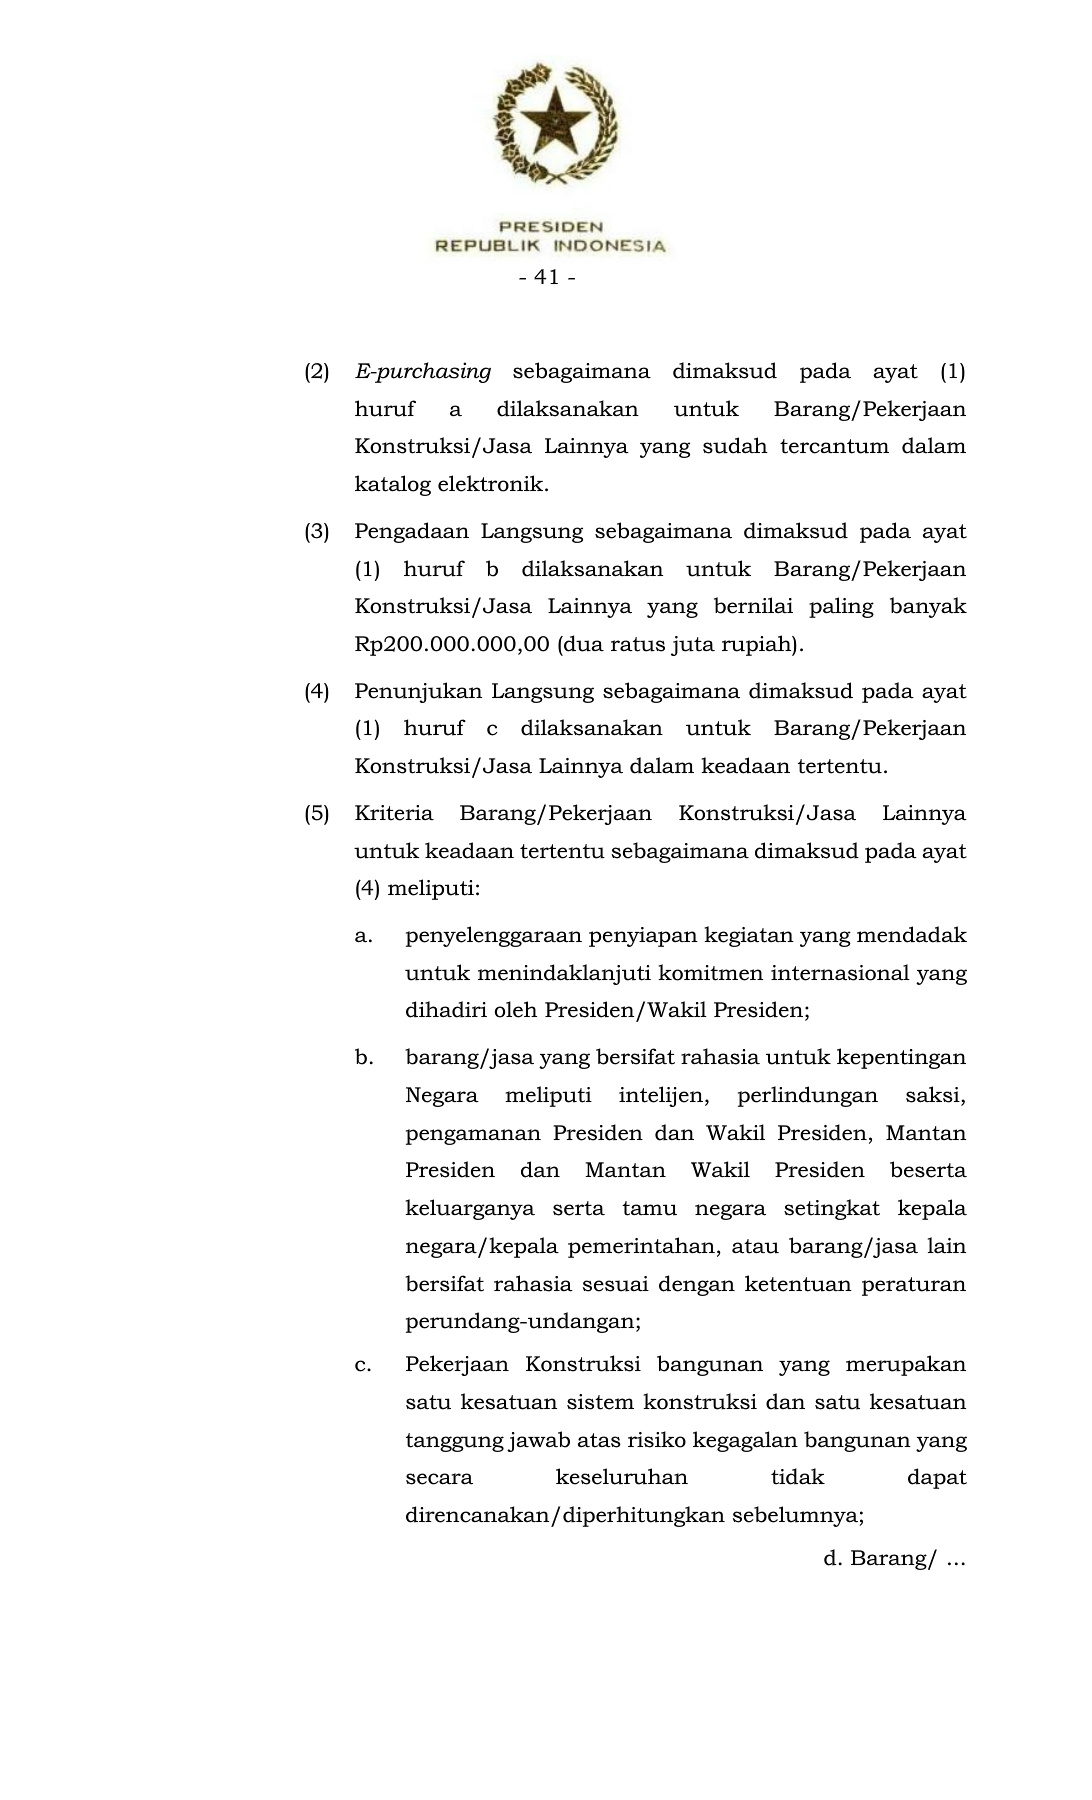 PRESIDEN
REPUBLIK INDONESIA
- 41 -
(2) E-purchasing sebagaimana dimaksud pada ayat (1)
huruf a dilaksanakan untuk Barang/Pekerjaan
Konstruksi/Jasa Lainnya yang sudah tercantum dalam
katalog elektronik.
(3) Pengadaan Langsung sebagaimana dimaksud pada ayat
(1) huruf b dilaksanakan untuk Barang/Pekerjaan
Konstruksi/Jasa Lainnya yang bernilai paling banyak
Rp200.000.000,00 (dua ratus juta rupiah).
(4) Penunjukan Langsung sebagaimana dimaksud pada ayat
(1) huruf c dilaksanakan untuk Barang/Pekerjaan
Konstruksi/Jasa Lainnya dalam keadaan tertentu.
(5) Kriteria Barang/Pekerjaan Konstruksi/Jasa Lainnya
untuk keadaan tertentu sebagaimana dimaksud pada ayat
(4) meliputi:
a. penyelenggaraan penyiapan kegiatan yang mendadak
untuk menindaklanjuti komitmen internasional yang
dihadiri oleh Presiden/Wakil Presiden;
b. barang/jasa yang bersifat rahasia untuk kepentingan
Negara meliputi intelijen, perlindungan saksi,
pengamanan Presiden dan Wakil Presiden, Mantan
Presiden dan Mantan Wakil Presiden beserta
keluarganya serta tamu negara setingkat kepala
negara/kepala pemerintahan, atau barang/jasa lain
bersifat rahasia sesuai dengan ketentuan peraturan
perundang-undangan;
c. Pekerjaan Konstruksi bangunan yang merupakan
satu kesatuan sistem konstruksi dan satu kesatuan
tanggung jawab atas risiko kegagalan bangunan yang
secara keseluruhan tidak dapat
direncanakan/diperhitungkan sebelumnya;
d. Barang/ ...